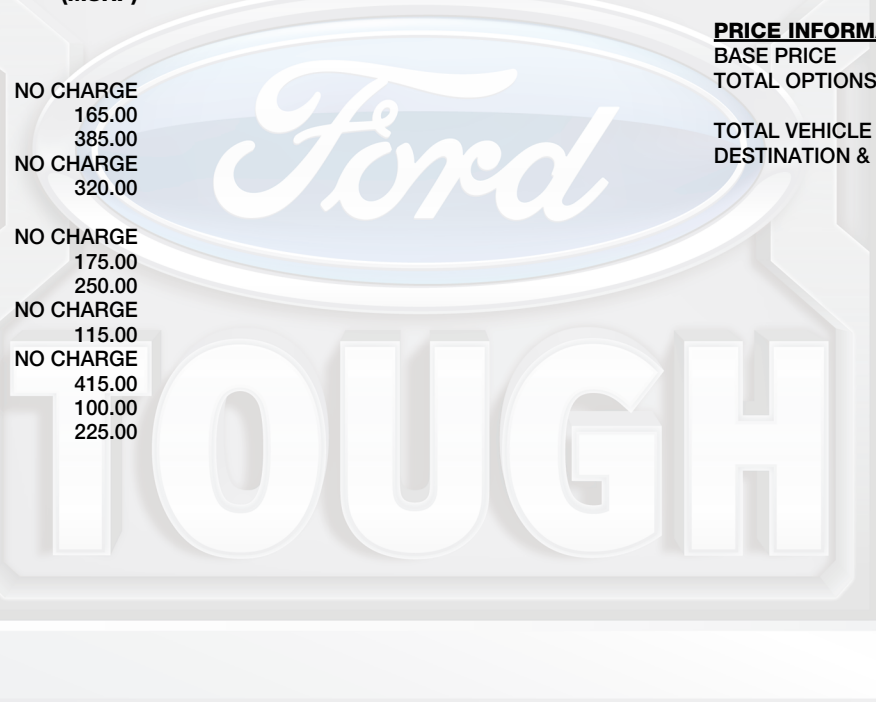 (MSRP)
NO CHARGE
165.00
385.00
NO CHARGE
320.00
NO CHARGE
175.00
250.00
NO CHARGE
115.00
NO CHARGE
415.00
100.00
225.00
PRICE INFORMA
BASE PRICE
TOTAL OPTIONS
TOTAL VEHICLE
DESTINATION &
Ford
TOUGH